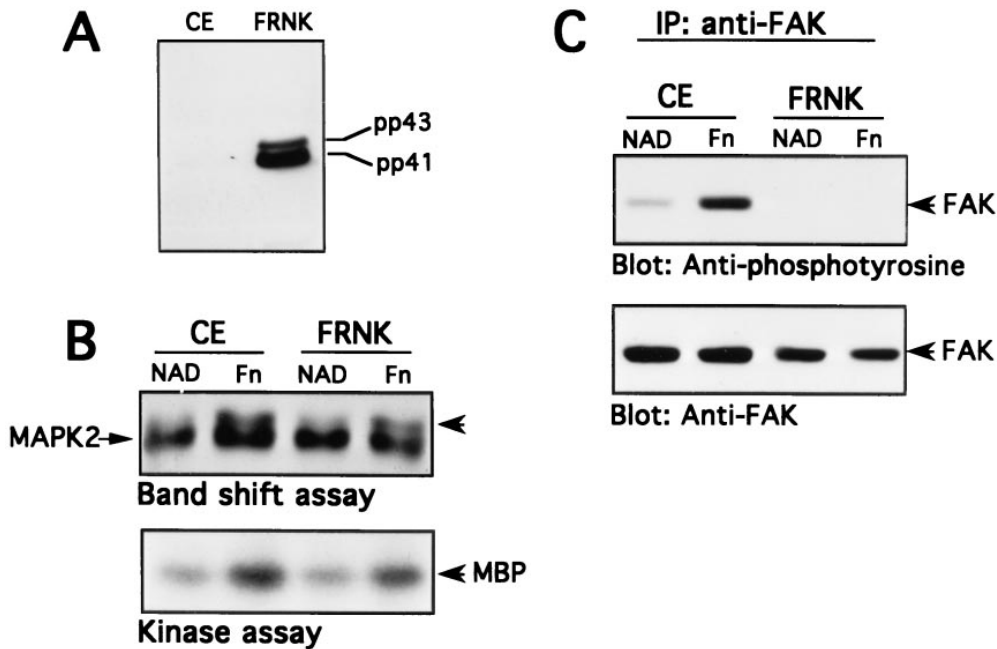 A
CE FRNK
pp43
pp41
B
CE FRNK
NAD Fn NAD Fn
MAPK2
Band shift assay
MBP
Kinase assay
C
IP: anti-FAK
CE FRNK
NAD Fn NAD Fn
FAK
Blot: Anti-phosphotyrosine
FAK
Blot: Anti-FAK